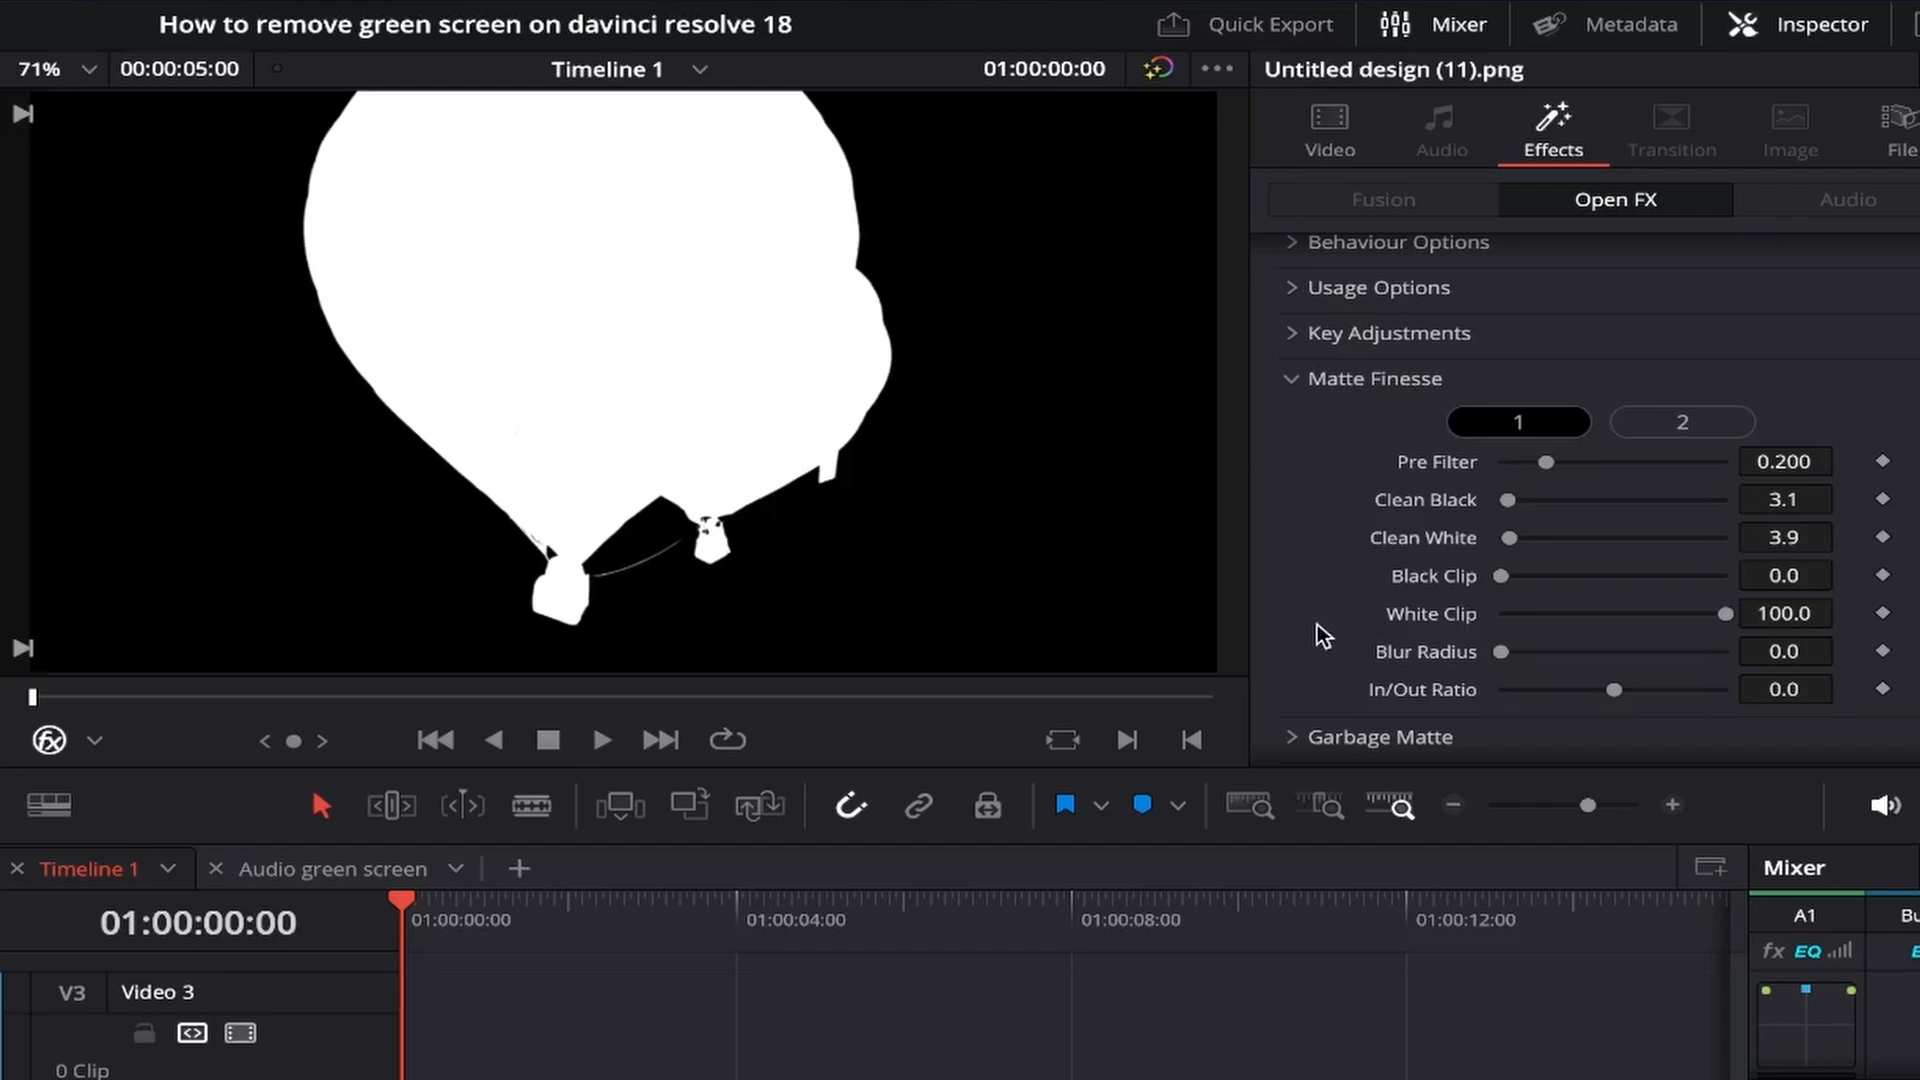 How to remove green screen on davinci resolve 18
Quick Export
Mixer
Metadata
Inspector
71%
00:00:05:00
Timeline 1
01:00:00:00
Untitled design (11).png
Video
Audio
Effects
Transition
Image
File
Fusion
Open FX
Audio
Behaviour Options
Usage Options
Key Adjustments
Matte Finesse
1
2
Pre Filter 0.200
Clean Black 3.1
Clean White 3.9
Black Clip 0.0
White Clip 100.0
Blur Radius 0.0
In/Out Ratio 0.0
Garbage Matte
fx
Timeline 1
Audio green screen
Mixer
01:00:00:00
01:00:00:00
01:00:04:00
01:00:08:00
01:00:12:00
A1
Bu
fx EQ
V3
Video 3
0 Clip